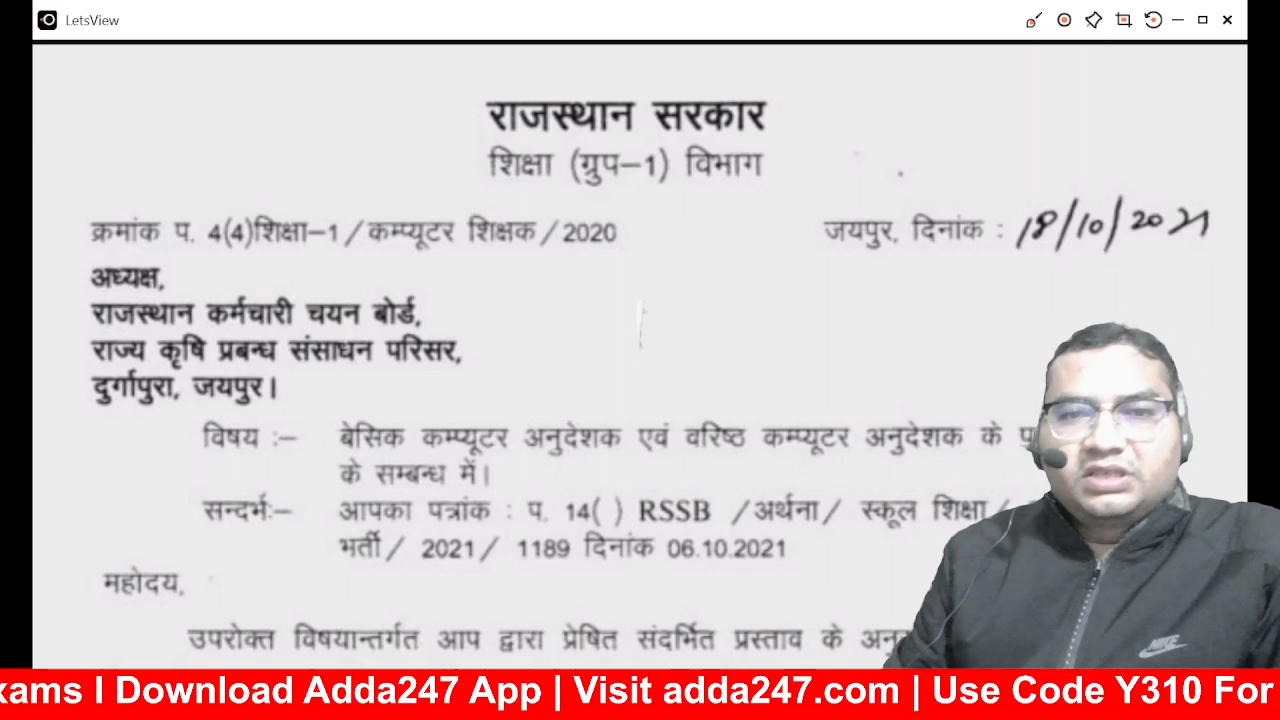 LetsView
राजस्थान सरकार
शिक्षा (ग्रुप–1) विभाग
क्रमांक प. 4(4)शिक्षा–1/कम्प्यूटर शिक्षक/2020 जयपुर, दिनांक : 18/10/2021
अध्यक्ष,
राजस्थान कर्मचारी चयन बोर्ड,
राज्य कृषि प्रबन्ध संसाधन परिसर,
दुर्गापुरा, जयपुर।
विषय :– बेसिक कम्प्यूटर अनुदेशक एवं वरिष्ठ कम्प्यूटर अनुदेशक के
के सम्बन्ध में।
सन्दर्भः– आपका पत्रांक : प. 14( ) RSSB /अर्थना/ स्कूल शिक्षा/
भर्ती/ 2021/ 1189 दिनांक 06.10.2021
महोदय,
उपरोक्त विषयान्तर्गत आप द्वारा प्रेषित संदर्भित प्रस्ताव के
NIKE
xams I Download Adda247 App | Visit adda247.com | Use Code Y310 For